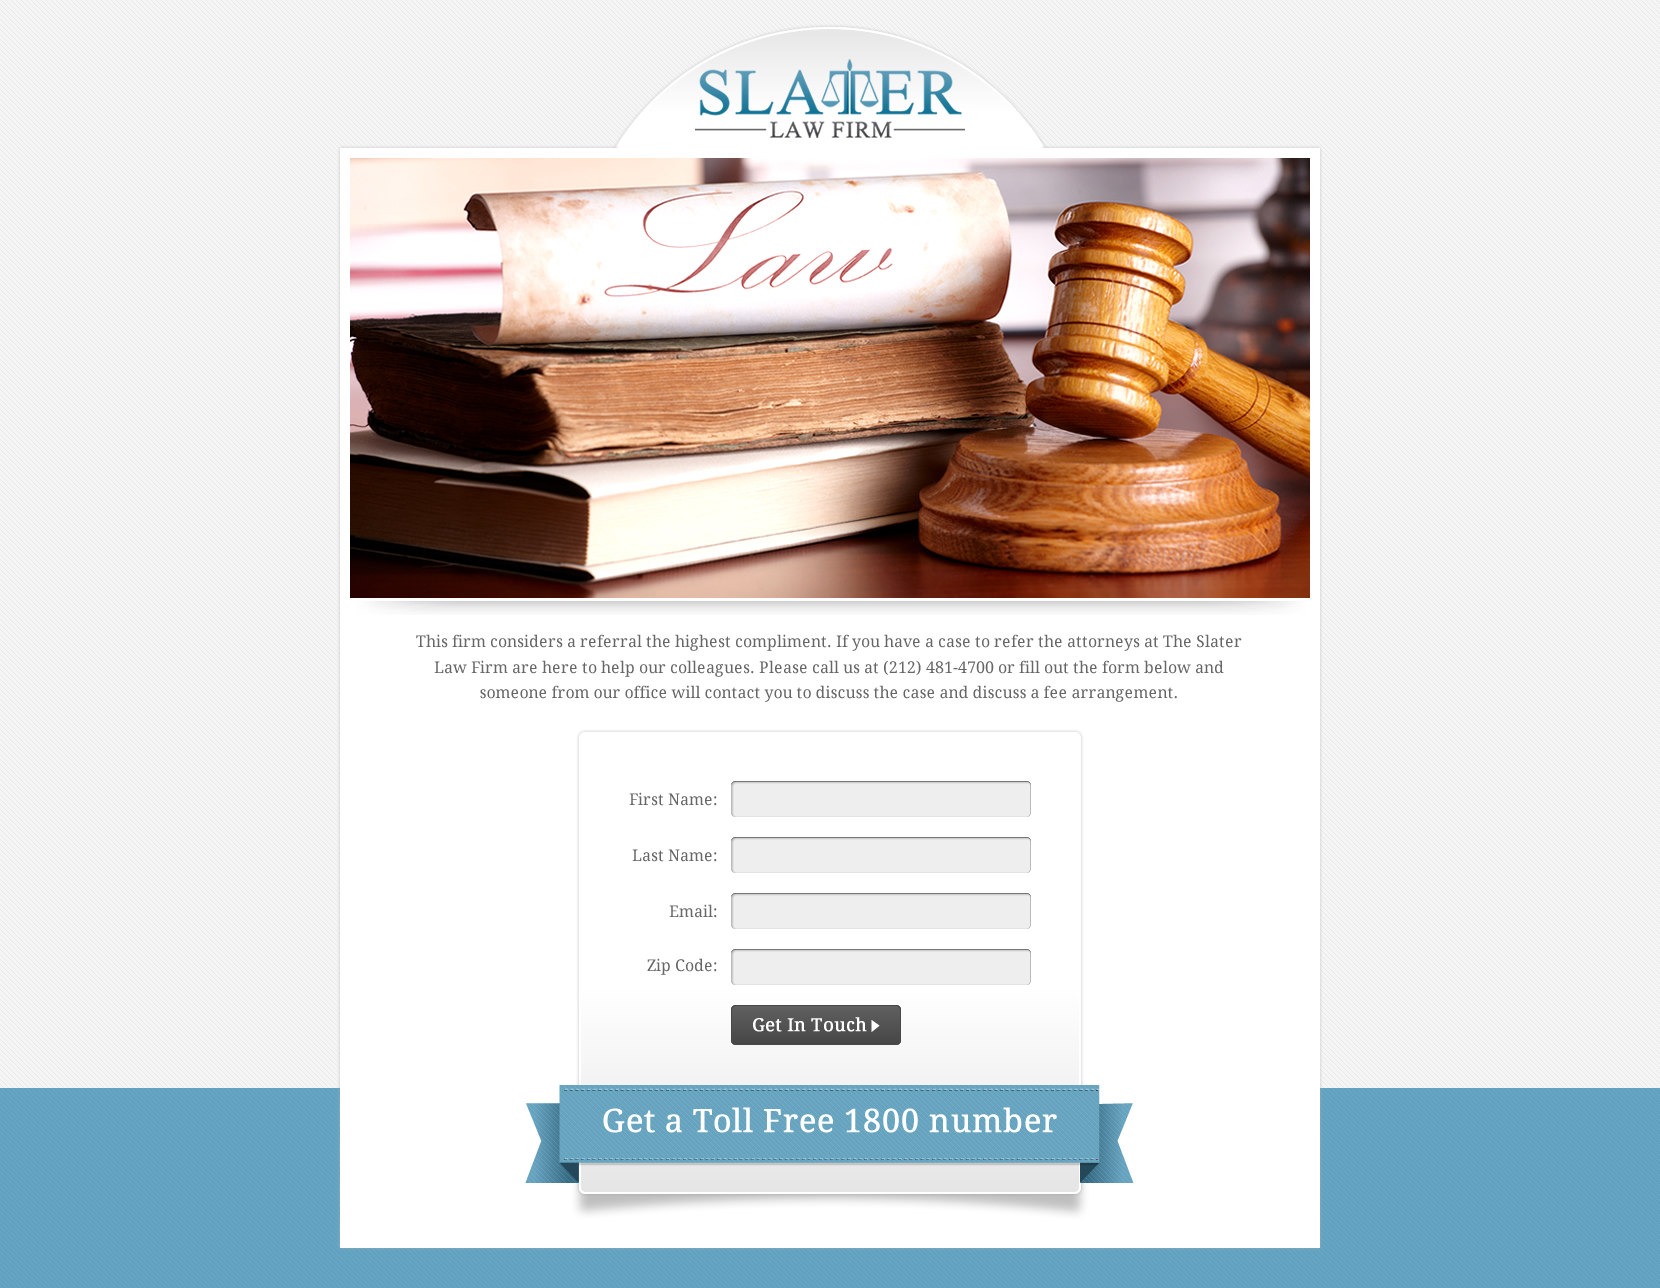 SLATER
LAW FIRM
Law
This firm considers a referral the highest compliment. If you have a case to refer the attorneys at The Slater
Law Firm are here to help our colleagues. Please call us at (212) 481-4700 or fill out the form below and
someone from our office will contact you to discuss the case and discuss a fee arrangement.
First Name:
Last Name:
Email:
Zip Code:
Get In Touch
Get a Toll Free 1800 number